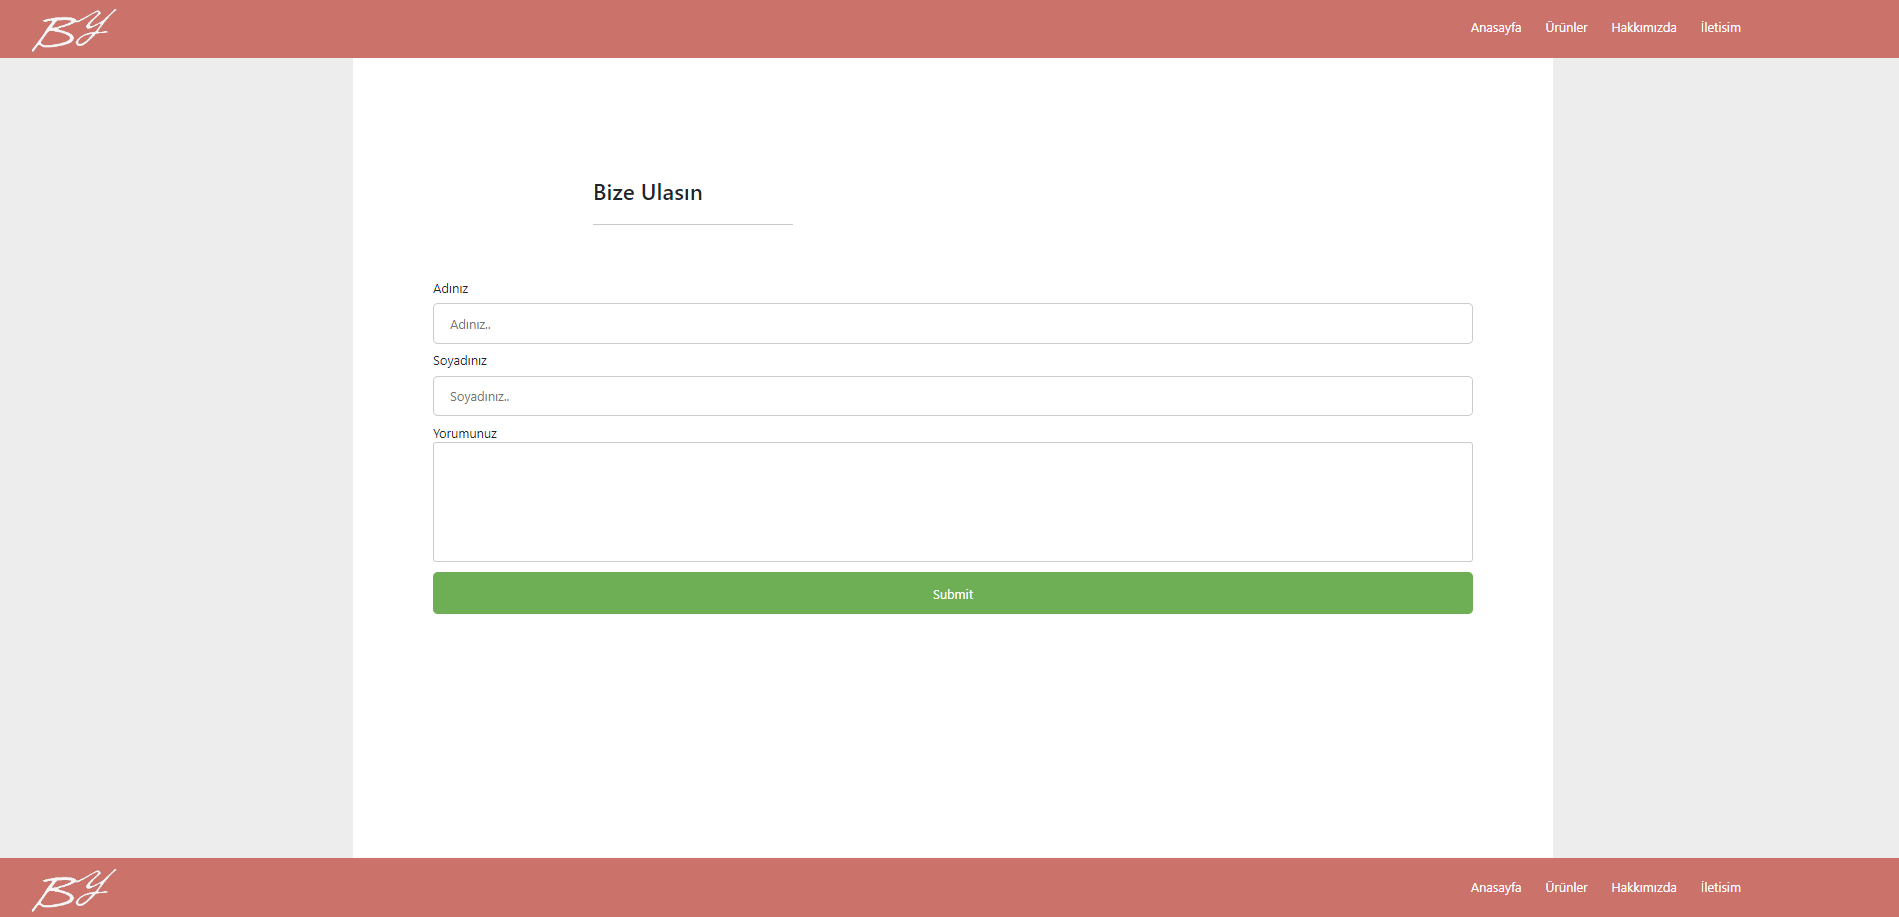 BY
Anasayfa Ürünler Hakkımızda İletisim
Bize Ulasın
Adınız
Adınız..
Soyadınız
Soyadınız..
Yorumunuz
Submit
BY
Anasayfa Ürünler Hakkımızda İletisim